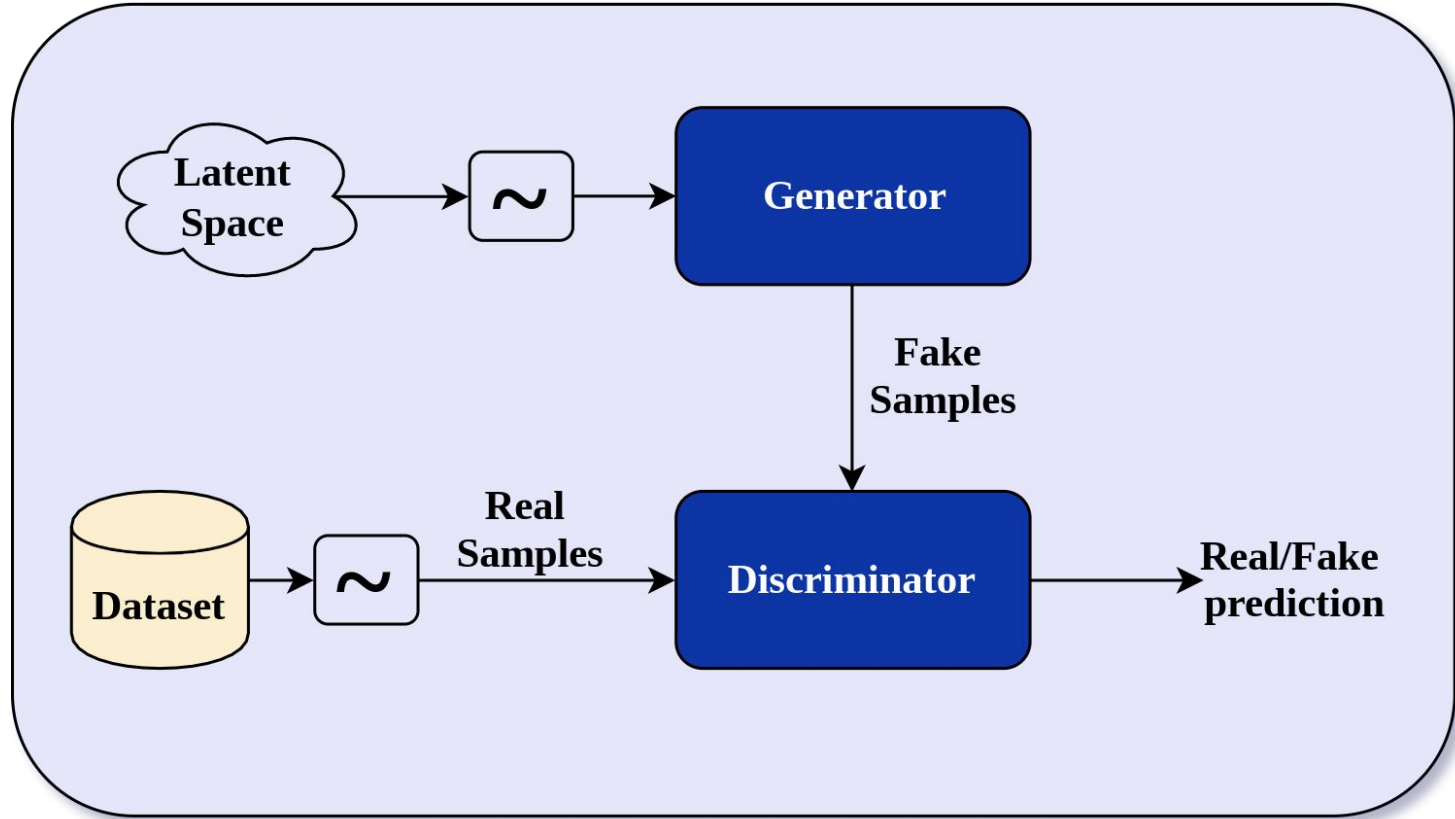 Latent
Space
~
Generator
Fake
Samples
Real
Samples
Dataset
~
Discriminator
Real/Fake
prediction